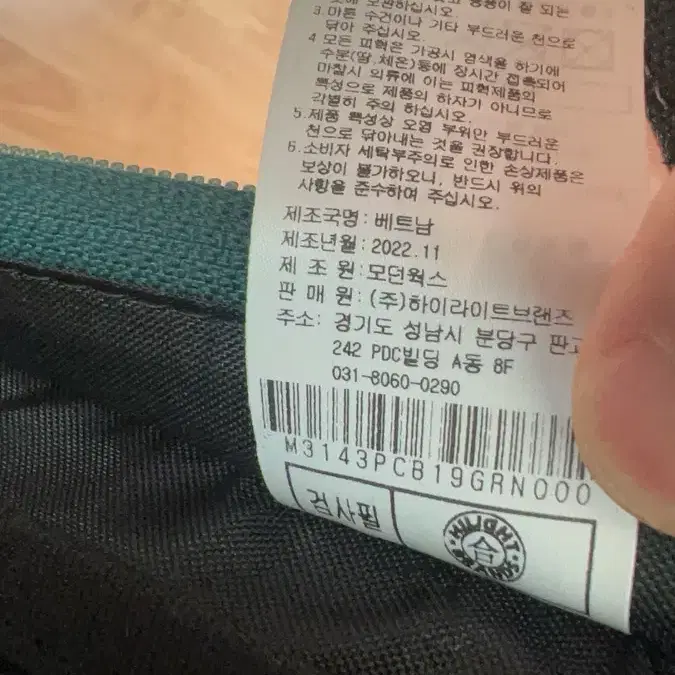 보관하십시오.
3. 마른 수건이나 기타 부드러운 천으로
닦아 주십시오.
4. 모든 피혁은 가공시 염색을 하기에
수분(땀,체온)등에 장시간 접촉되어
마찰시 의류에 이는 피혁제품의
특성으로 제품의 하자가 아니므로
각별히 주의 하십시오.
5. 제품 특성상 오염 부위만 부드러운
천으로 닦아내는 것을 권장합니다.
6. 소비자 세탁부주의로 인한 손상제품은
보상이 불가하오니, 반드시 위의
사항을 준수하여 주십시오.
제조국명: 베트남
제조년월: 2022.11
제 조 원: 모던웍스
판 매 원: (주)하이라이트브랜즈
주소: 경기도 성남시 분당구
242 PDC빌딩 A동 8F
031-8060-0290
M3143PCB19GRN000
검사필
合